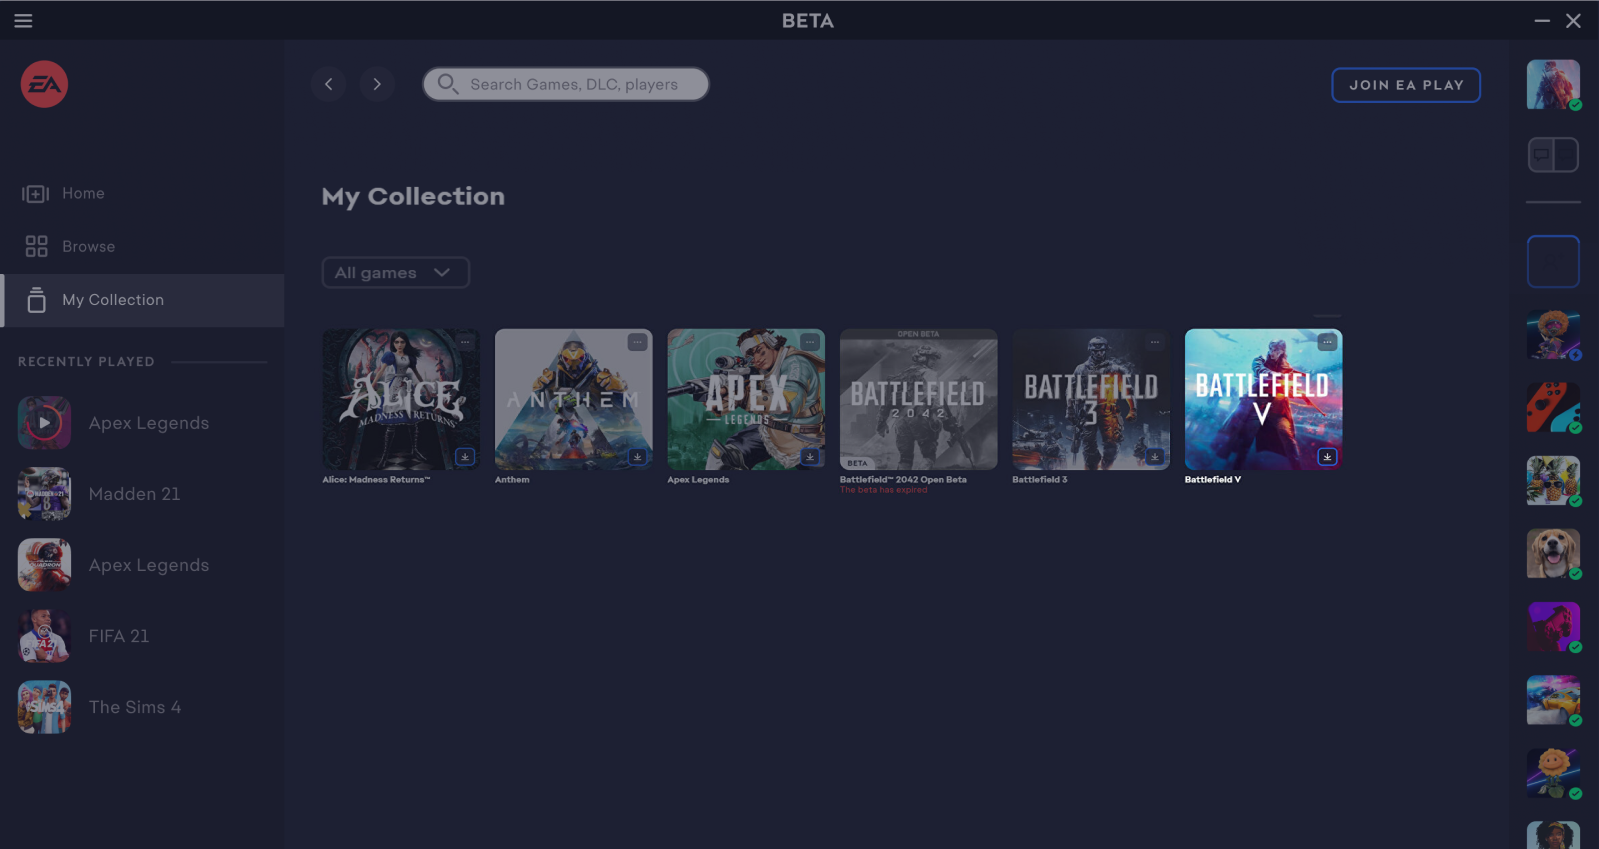 BETA
EA
Search Games, DLC, players
JOIN EA PLAY
Home
Browse
My Collection
RECENTLY PLAYED
Apex Legends
Madden 21
Apex Legends
FIFA 21
The Sims 4
My Collection
All games
ALICE
MADNESS RETURNS
Alice: Madness Returns™
ANTHEM
Anthem
APEX
LEGENDS
Apex Legends
OPEN BETA
BATTLEFIELD
2042
BETA
Battlefield™ 2042 Open Beta
The beta has expired
BATTLEFIELD
3
Battlefield 3
BATTLEFIELD
V
Battlefield V